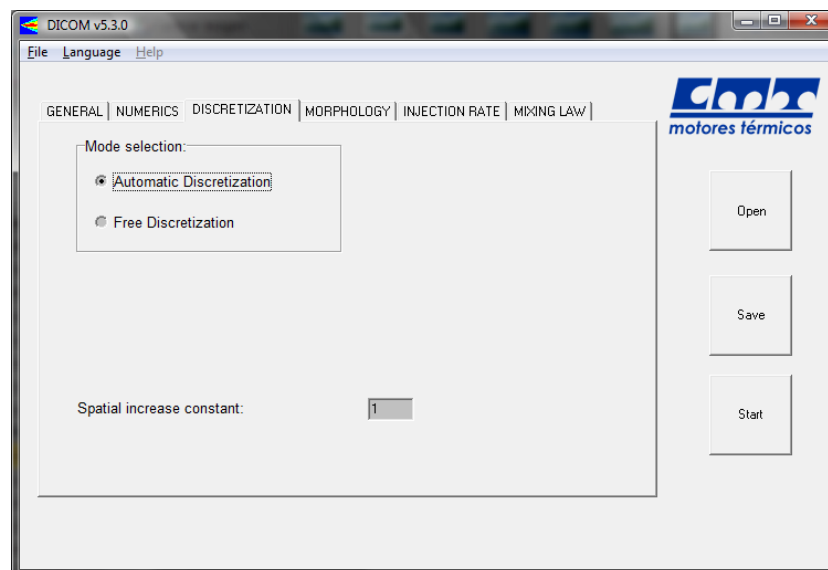 DICOM v5.3.0
File Language Help
GENERAL NUMERICS DISCRETIZATION MORPHOLOGY INJECTION RATE MIXING LAW
cmt
motores térmicos
Mode selection:
Automatic Discretization
Free Discretization
Open
Save
Spatial increase constant: 1
Start